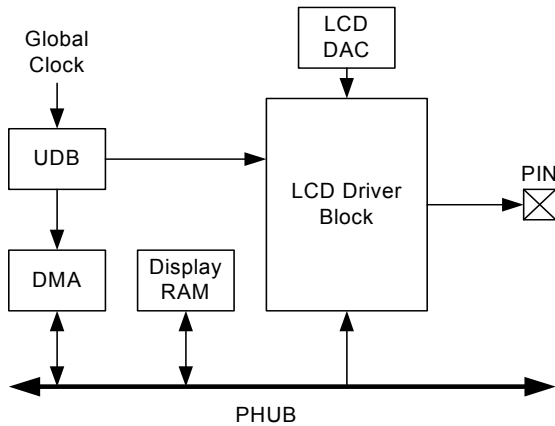 Global
Clock
LCD
DAC
UDB
LCD Driver
Block
PIN
DMA
Display
RAM
PHUB